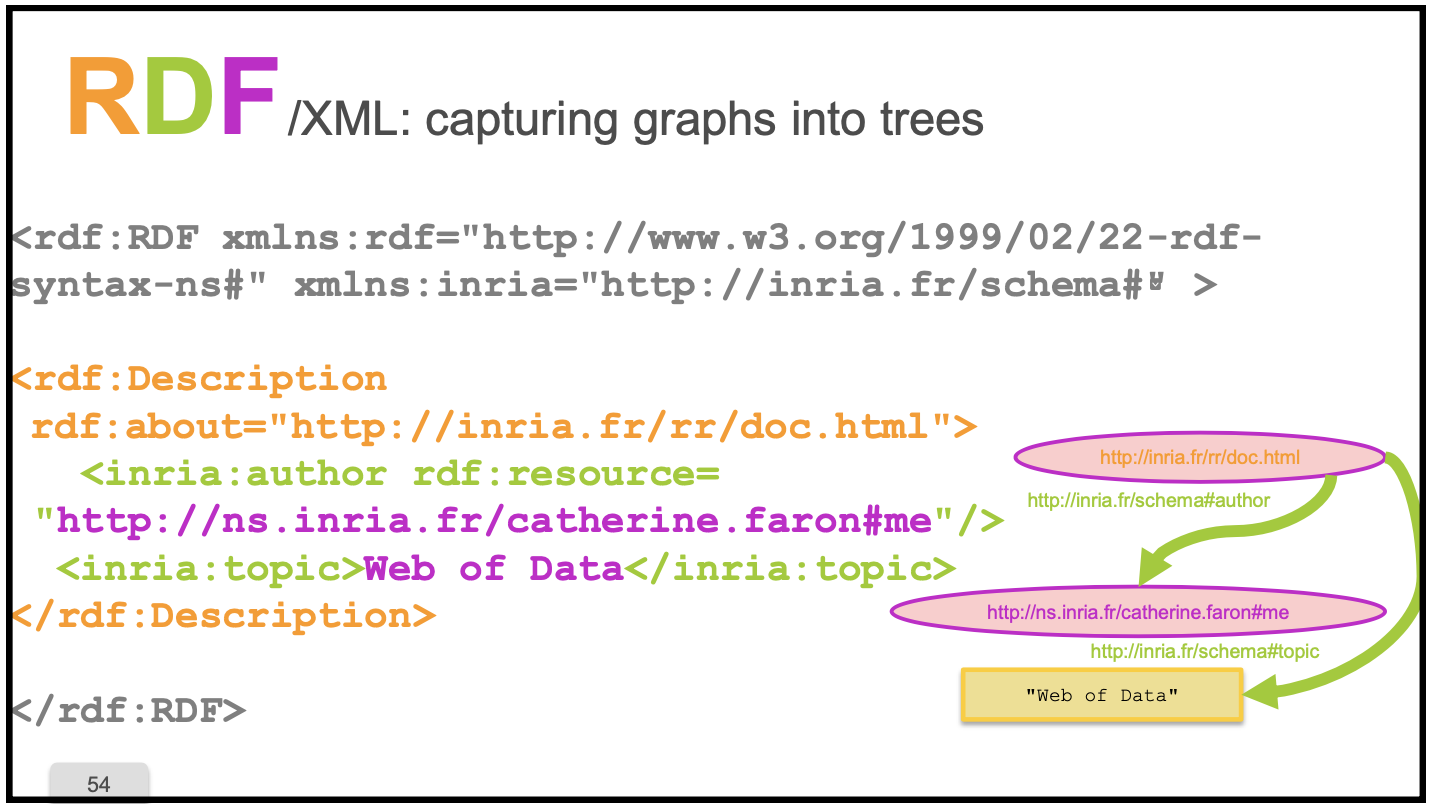 RDF /XML: capturing graphs into trees
<rdf:RDF xmlns:rdf="http://www.w3.org/1999/02/22-rdf-
syntax-ns#" xmlns:inria="http://inria.fr/schema#" >
<rdf:Description
rdf:about="http://inria.fr/rr/doc.html">
<inria:author rdf:resource=
"http://ns.inria.fr/catherine.faron#me"/>
<inria:topic>Web of Data</inria:topic>
</rdf:Description>
</rdf:RDF>
http://inria.fr/rr/doc.html
http://inria.fr/schema#author
http://ns.inria.fr/catherine.faron#me
http://inria.fr/schema#topic
"Web of Data"
54